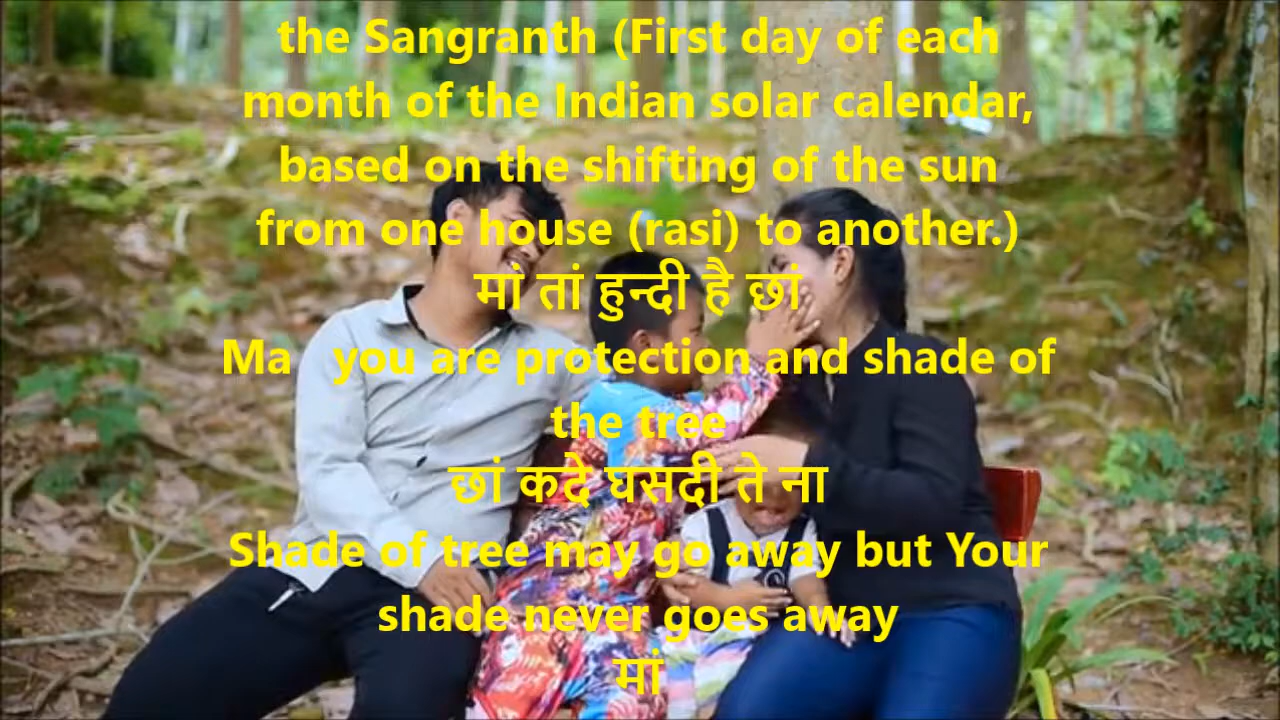 the Sangranth (First day of each
month of the Indian solar calendar,
based on the shifting of the sun
from one house (rasi) to another.)
मां तां हुन्दी है छां
Ma you are protection and shade of
the tree
छां कदे घसदी ते ना
Shade of tree may go away but Your
shade never goes away
मां